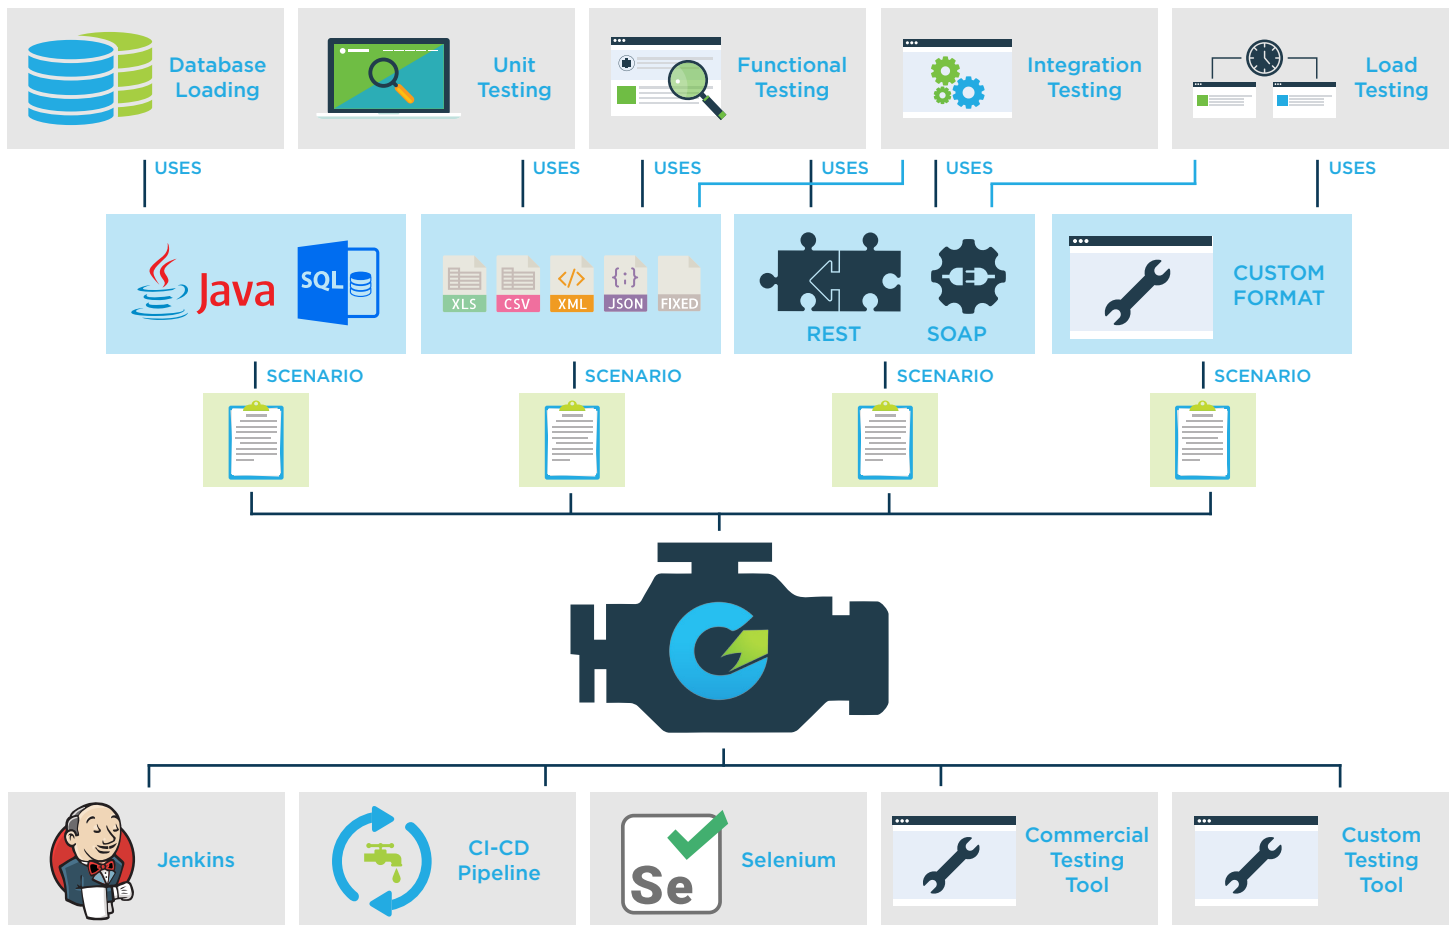 Database
Loading
Unit
Testing
Functional
Testing
Integration
Testing
Load
Testing
USES
USES
USES
USES
USES
USES
Java
SQL
XLS
CSV
</>
XML
{;}
JSON
FIXED
REST
SOAP
CUSTOM
FORMAT
SCENARIO
SCENARIO
SCENARIO
SCENARIO
Jenkins
CI-CD
Pipeline
Se
Selenium
Commercial
Testing
Tool
Custom
Testing
Tool